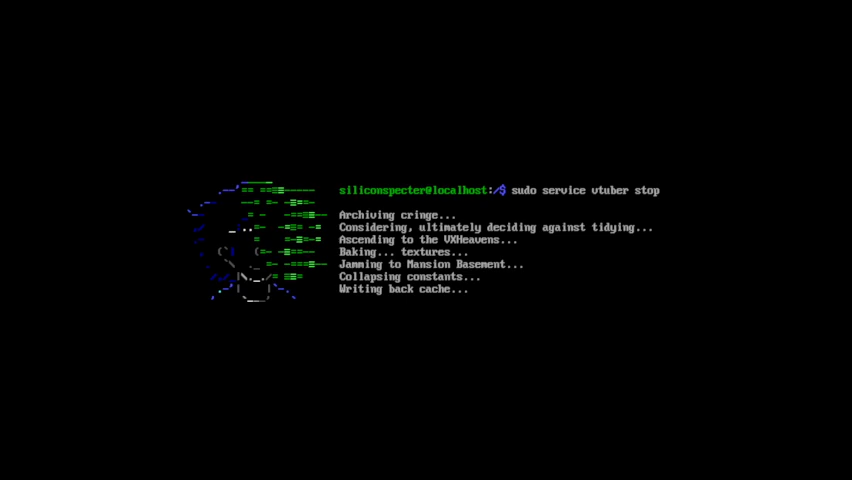 siliconspecter@localhost:/$ sudo service vtuber stop
Archiving cringe...
Considering, ultimately deciding against tidying...
Ascending to the VXHeavens...
Baking... textures...
Jamming to Mansion Basement...
Collapsing constants...
Writing back cache...